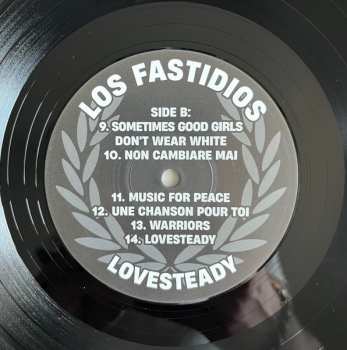 LOS FASTIDIOS
SIDE B:
9. SOMETIMES GOOD GIRLS
DON'T WEAR WHITE
10. NON CAMBIARE MAI
11. MUSIC FOR PEACE
12. UNE CHANSON POUR TOI
13. WARRIORS
14. LOVESTEADY
LOVESTEADY